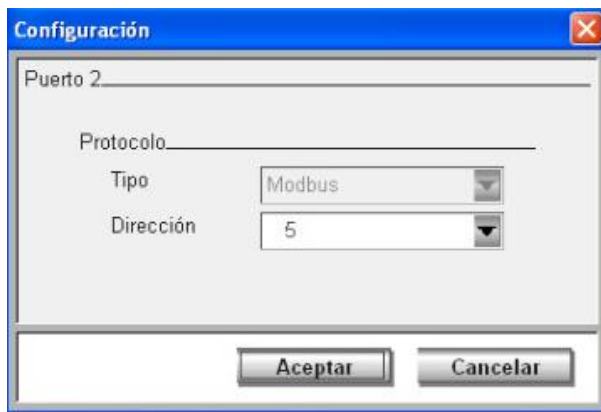 Configuración
Puerto 2
Protocolo
Tipo Modbus
Dirección 5
Aceptar Cancelar